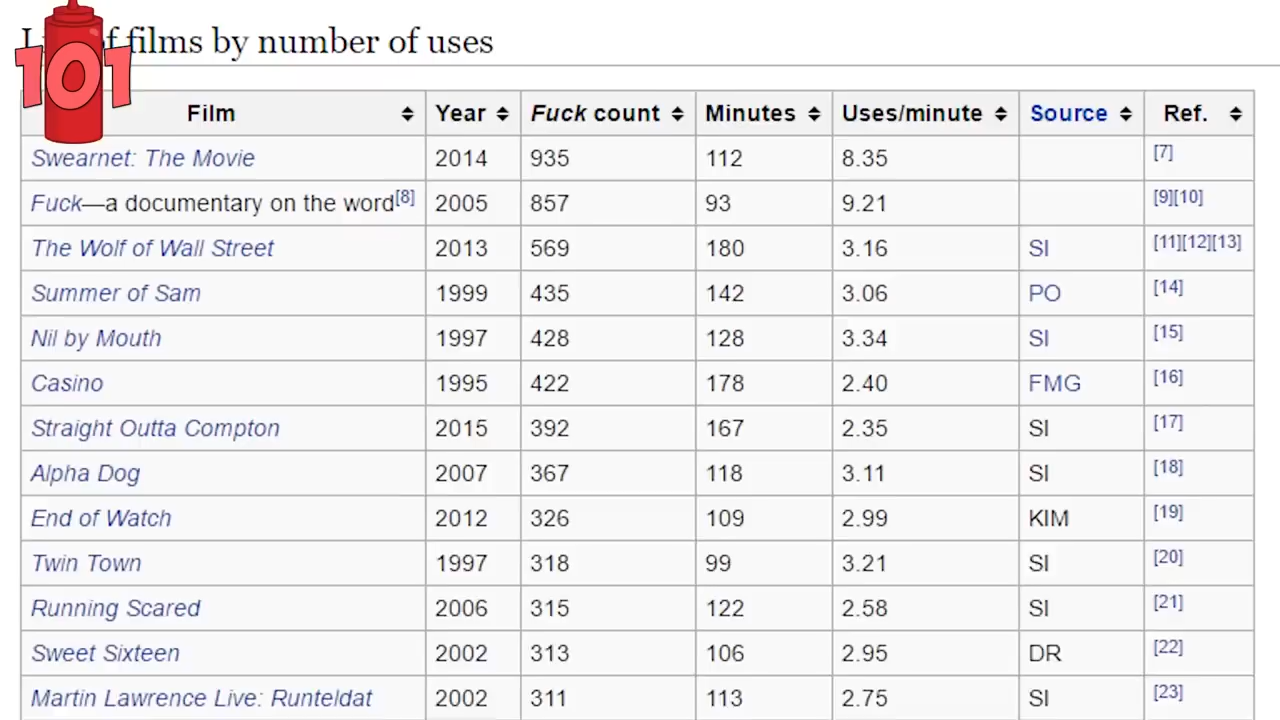 of films by number of uses
101
Film Year Fuck count Minutes Uses/minute Source Ref.
Swearnet: The Movie 2014 935 112 8.35 [7]
Fuck—a documentary on the word[8] 2005 857 93 9.21 [9][10]
The Wolf of Wall Street 2013 569 180 3.16 SI [11][12][13]
Summer of Sam 1999 435 142 3.06 PO [14]
Nil by Mouth 1997 428 128 3.34 SI [15]
Casino 1995 422 178 2.40 FMG [16]
Straight Outta Compton 2015 392 167 2.35 SI [17]
Alpha Dog 2007 367 118 3.11 SI [18]
End of Watch 2012 326 109 2.99 KIM [19]
Twin Town 1997 318 99 3.21 SI [20]
Running Scared 2006 315 122 2.58 SI [21]
Sweet Sixteen 2002 313 106 2.95 DR [22]
Martin Lawrence Live: Runteldat 2002 311 113 2.75 SI [23]